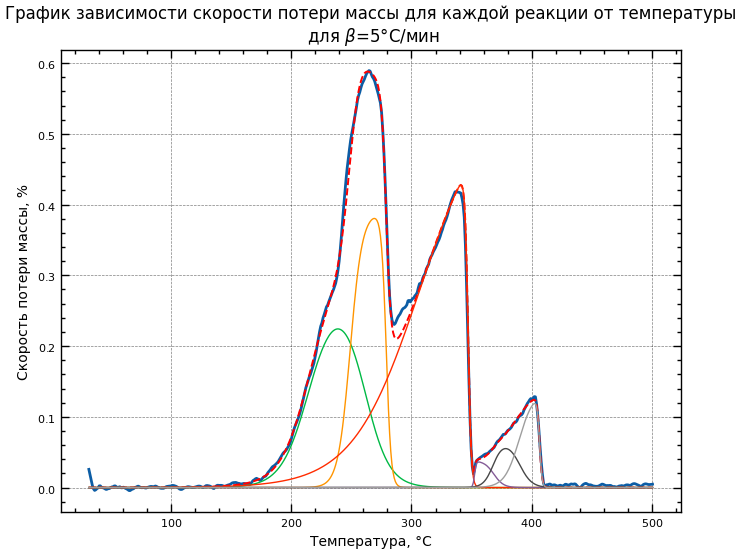 График зависимости скорости потери массы для каждой реакции от температуры
для β=5°C/мин
Скорость потери массы, %
0.6
0.5
0.4
0.3
0.2
0.1
0.0
100 200 300 400 500
Температура, °C